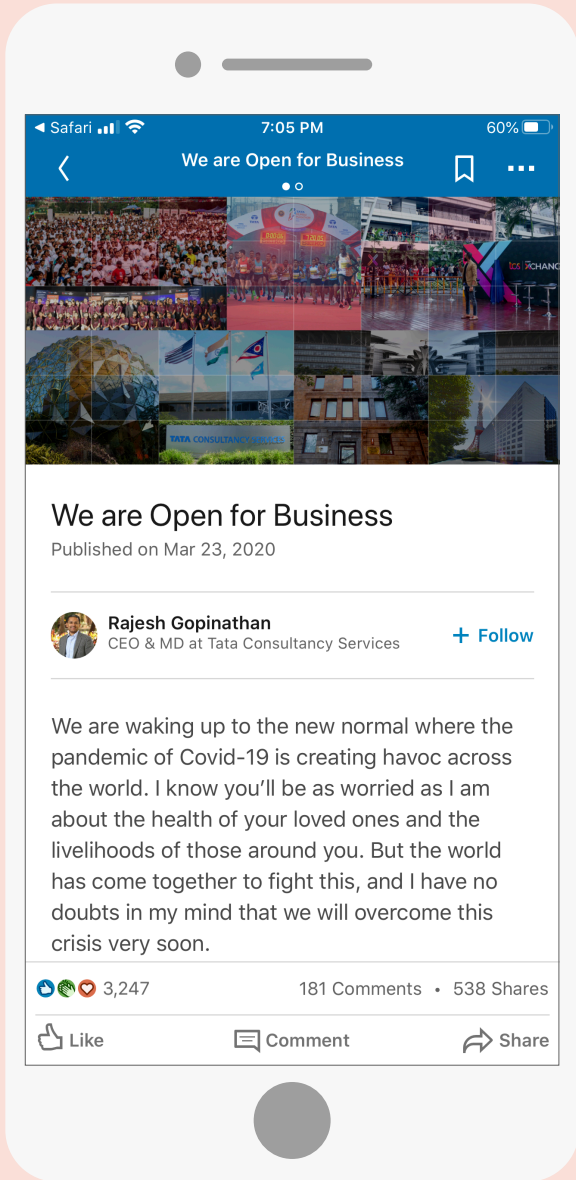 ◀ Safari
7:05 PM
60%
We are Open for Business
TATA CONSULTANCY SERVICES
We are Open for Business
Published on Mar 23, 2020
Rajesh Gopinathan
CEO & MD at Tata Consultancy Services
+ Follow
We are waking up to the new normal where the
pandemic of Covid-19 is creating havoc across
the world. I know you’ll be as worried as I am
about the health of your loved ones and the
livelihoods of those around you. But the world
has come together to fight this, and I have no
doubts in my mind that we will overcome this
crisis very soon.
3,247
181 Comments • 538 Shares
Like
Comment
Share